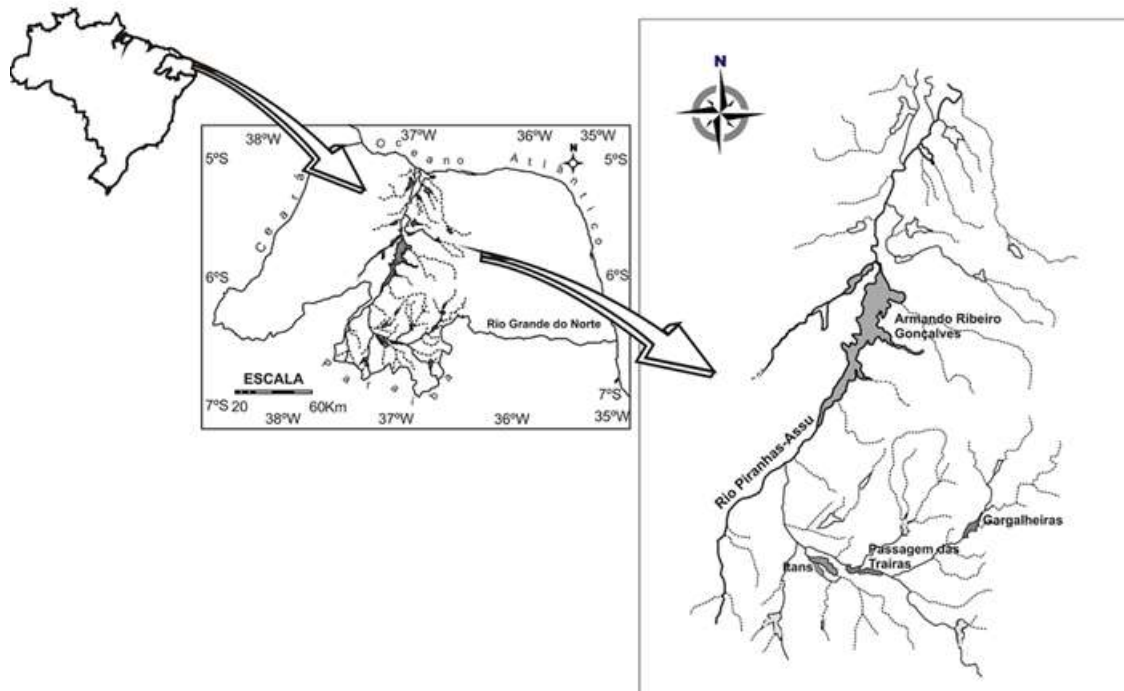 38ºW
37ºW
36ºW
35ºW
5ºS
5ºS
Oceano Atlântico
Ceará
6ºS
6ºS
Rio Grande do Norte
Paraíba
ESCALA
20 60Km
7ºS
7ºS
38ºW
37ºW
36ºW
35ºW
N
N
Armando Ribeiro
Gonçalves
Rio Piranhas-Assu
Gargalheiras
Passagem das
Trairas
Itans